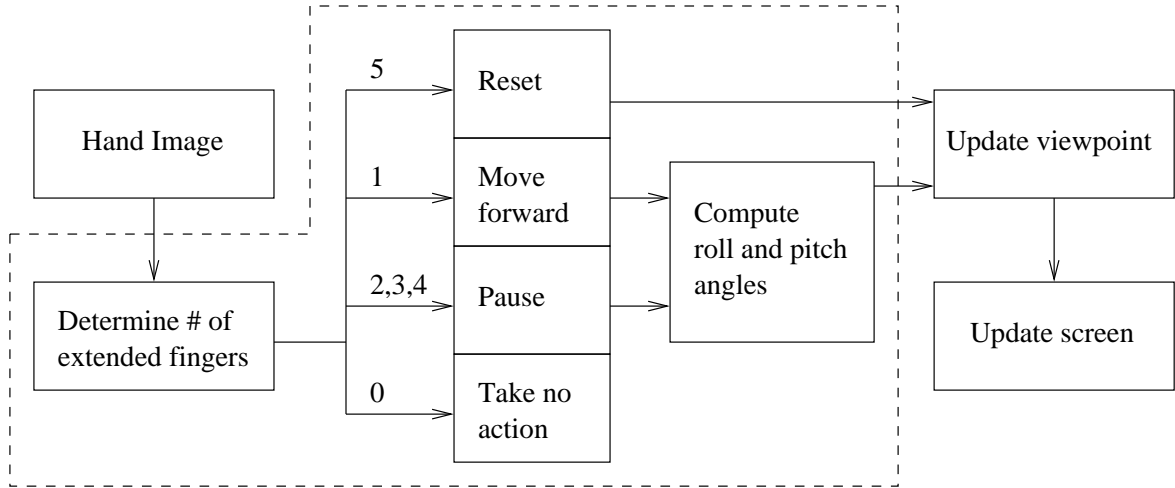 Hand Image
Determine # of
extended fingers
5
Reset
1
Move
forward
2,3,4
Pause
0
Take no
action
Compute
roll and pitch
angles
Update viewpoint
Update screen